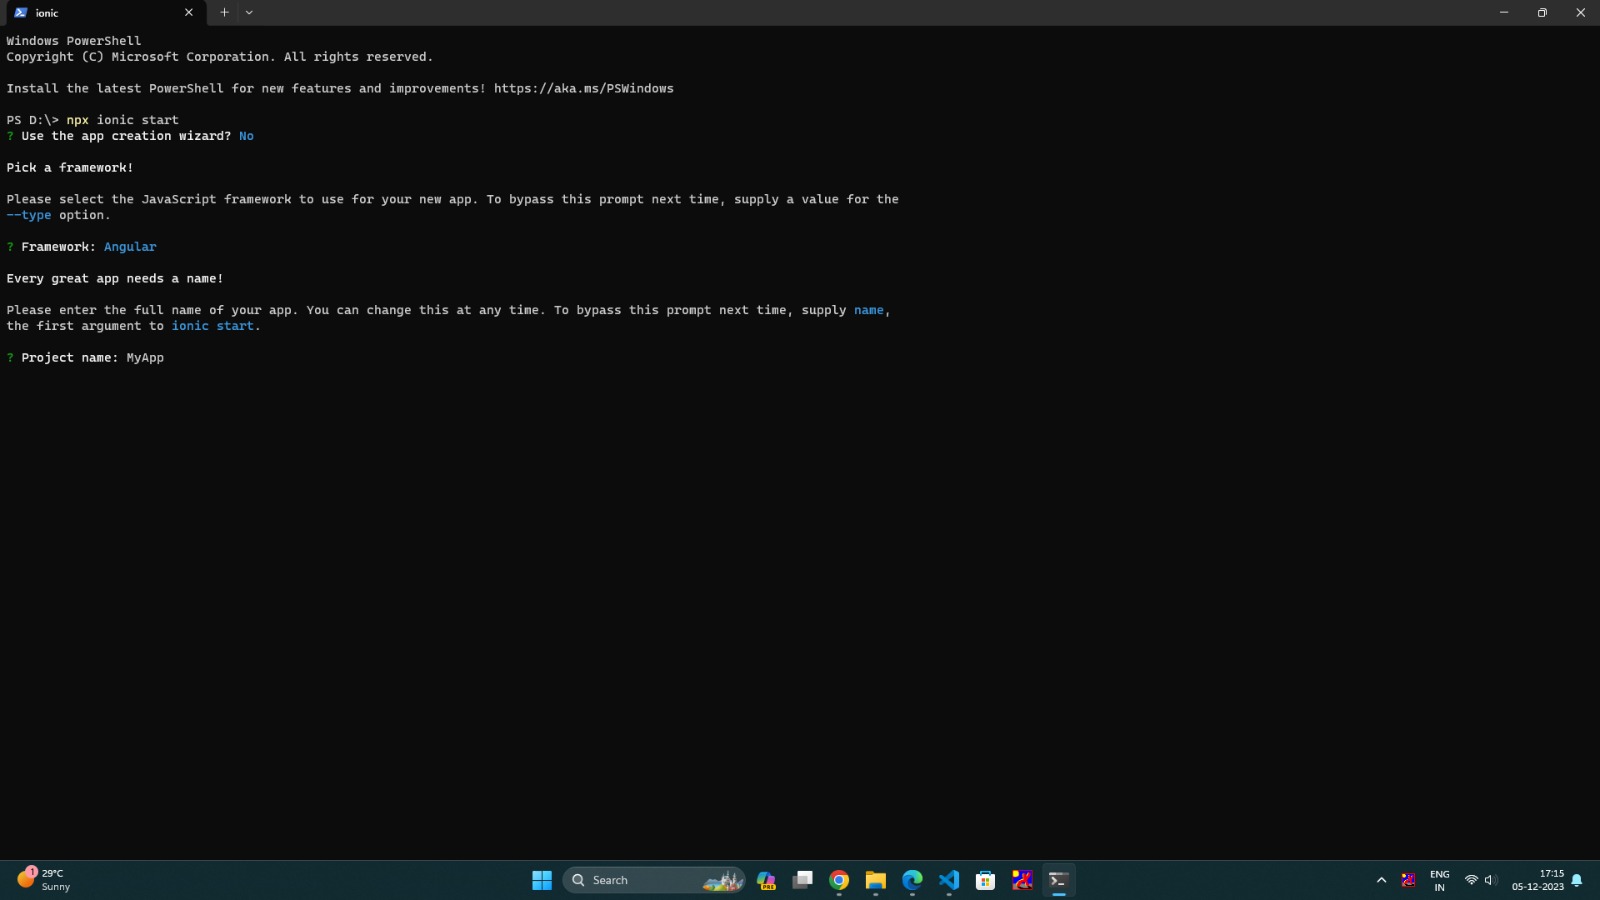 ionic
Windows PowerShell
Copyright (C) Microsoft Corporation. All rights reserved.
Install the latest PowerShell for new features and improvements! https://aka.ms/PSWindows
PS D:\> npx ionic start
? Use the app creation wizard? No
Pick a framework!
Please select the JavaScript framework to use for your new app. To bypass this prompt next time, supply a value for the
--type option.
? Framework: Angular
Every great app needs a name!
Please enter the full name of your app. You can change this at any time. To bypass this prompt next time, supply name,
the first argument to ionic start.
? Project name: MyApp
1
29°C
Sunny
Search
PRE
ENG
IN
17:15
05-12-2023